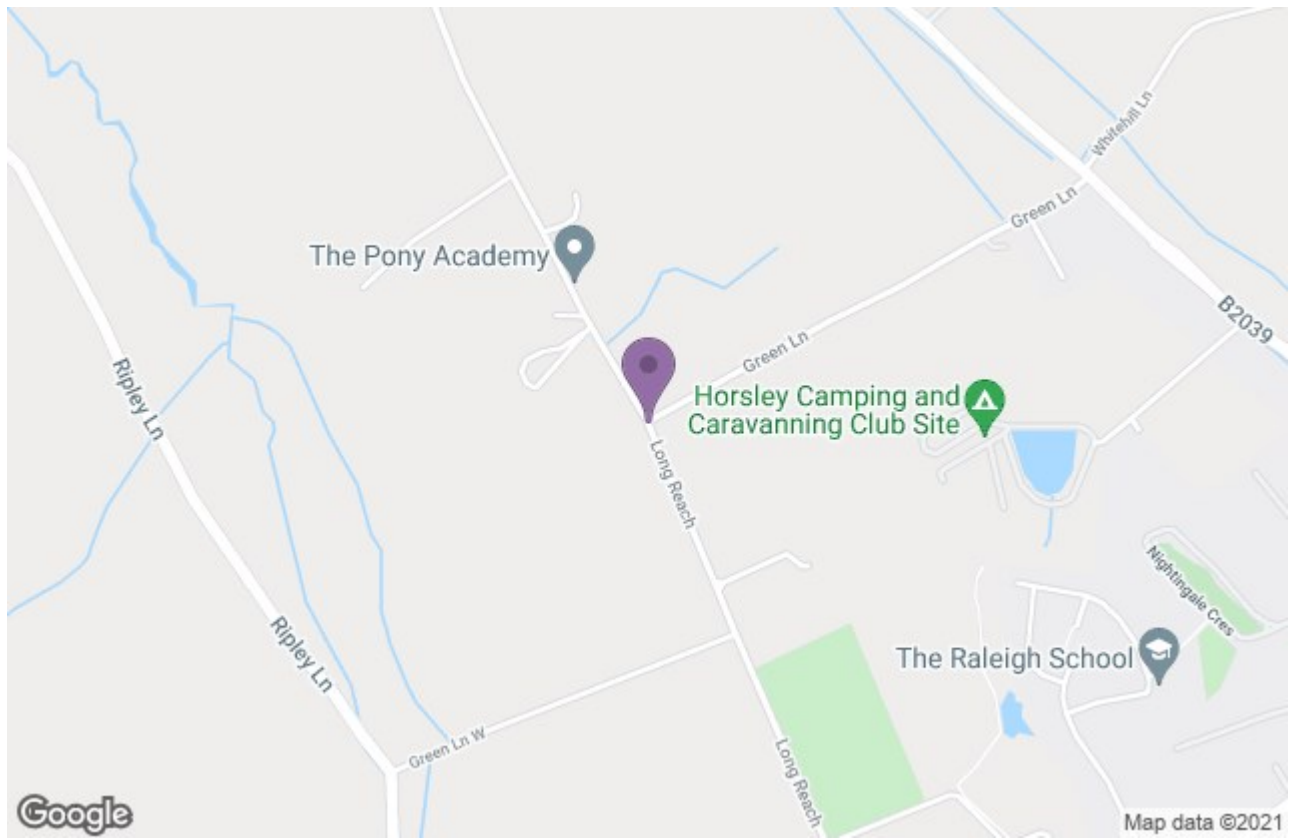 Whitehill Ln
Green Ln
The Pony Academy
B2039
Green Ln
Ripley Ln
Horsley Camping and
Caravanning Club Site
Long Reach
Nightingale Cres
Ripley Ln
The Raleigh School
Green Ln W
Long Reach
Google
Map data ©2021